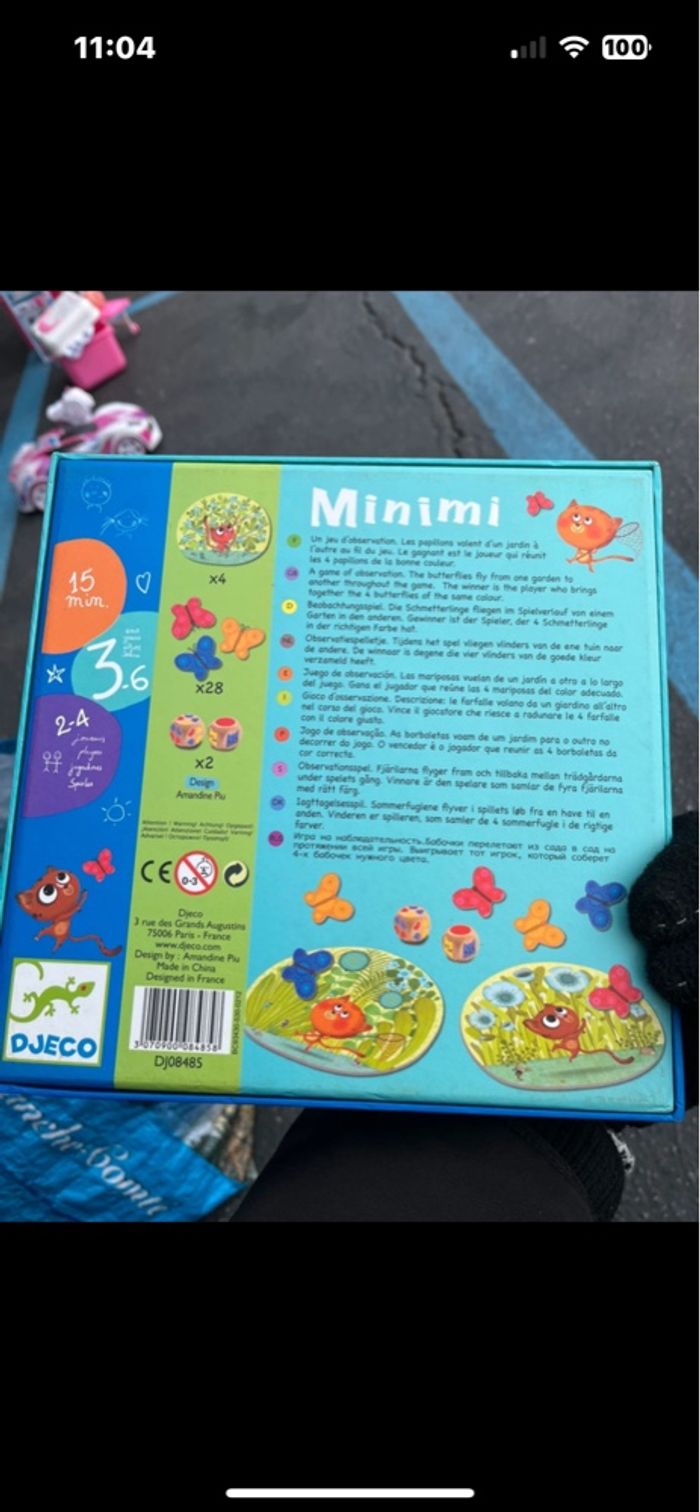 11:04
100
15
min.
3-6
2-4
joueurs
players
jugadores
Spieler
DJECO
x4
x28
x2
Design
Amandine Piu
0-3
Djeco
3 rue des Grands Augustins
75006 Paris - France
www.djeco.com
Design by : Amandine Piu
Made in China
Designed in France
3 070900 084858
DJ08485
Minimi
F
Un jeu d'observation. Les papillons volent d'un jardin à
l'autre au fil du jeu. Le gagnant est le joueur qui réunit
les 4 papillons de la bonne couleur.
GB
A game of observation. The butterflies fly from one garden to
another throughout the game. The winner is the player who brings
together the 4 butterflies of the same colour.
D
Beobachtungsspiel. Die Schmetterlinge fliegen im Spielverlauf von einem
Garten in den anderen. Gewinner ist der Spieler, der 4 Schmetterlinge
in der richtigen Farbe hat.
NL
Observatiespelletje. Tijdens het spel vliegen vlinders van de ene tuin naar
de andere. De winnaar is degene die vier vlinders van de goede kleur
verzameld heeft.
E
Juego de observación. Las mariposas vuelan de un jardín a otro a lo largo
del juego. Gana el jugador que reúne las 4 mariposas del color adecuado.
I
Gioco d'osservazione. Descrizione: le farfalle volano da un giardino all'altro
nel corso del gioco. Vince il giocatore che riesce a radunare le 4 farfalle
con il colore giusto.
P
Jogo de observação. As borboletas voam de um jardim para o outro no
decorrer do jogo. O vencedor é o jogador que reunir as 4 borboletas da
cor correcta.
S
Observationsspel. Fjärilarna flyger fram och tillbaka mellan trädgårdarna
under spelets gång. Vinnare är den spelare som samlar de fyra fjärilarna
med rätt färg.
DK
Iagttagelsesspil. Sommerfuglene flyver i spillets løb fra en have til en
anden. Vinderen er spilleren, som samler de 4 sommerfugle i de rigtige
farver.
RU
Игра на наблюдательность. Бабочки перелетают из сада в сад на
протяжении всей игры. Выигрывает тот игрок, который соберет
4-х бабочек нужного цвета.